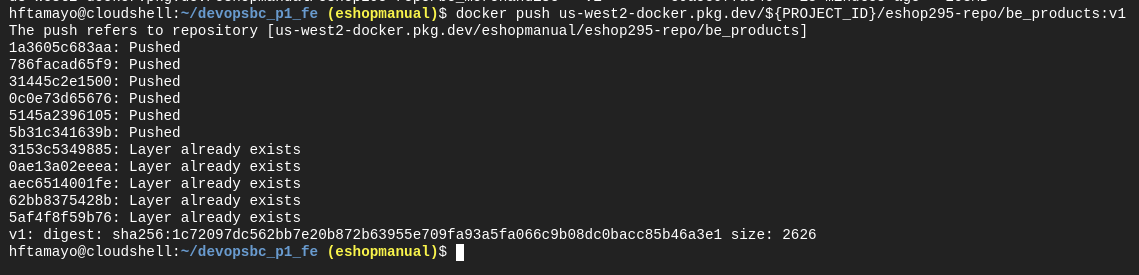 hftamayo@cloudshell:~/devopsbc_p1_fe (eshopmanual)$ docker push us-west2-docker.pkg.dev/${PROJECT_ID}/eshop295-repo/be_products:v1
The push refers to repository [us-west2-docker.pkg.dev/eshopmanual/eshop295-repo/be_products]
1a3605c683aa: Pushed
786facad65f9: Pushed
31445c2e1500: Pushed
0c0e73d65676: Pushed
5145a2396105: Pushed
5b31c341639b: Pushed
3153c5349885: Layer already exists
0ae13a02eeea: Layer already exists
aec6514001fe: Layer already exists
62bb8375428b: Layer already exists
5af4f8f59b76: Layer already exists
v1: digest: sha256:1c72097dc562bb7e20b872b63955e709fa93a5fa066c9b08dc0bacc85b46a3e1 size: 2626
hftamayo@cloudshell:~/devopsbc_p1_fe (eshopmanual)$